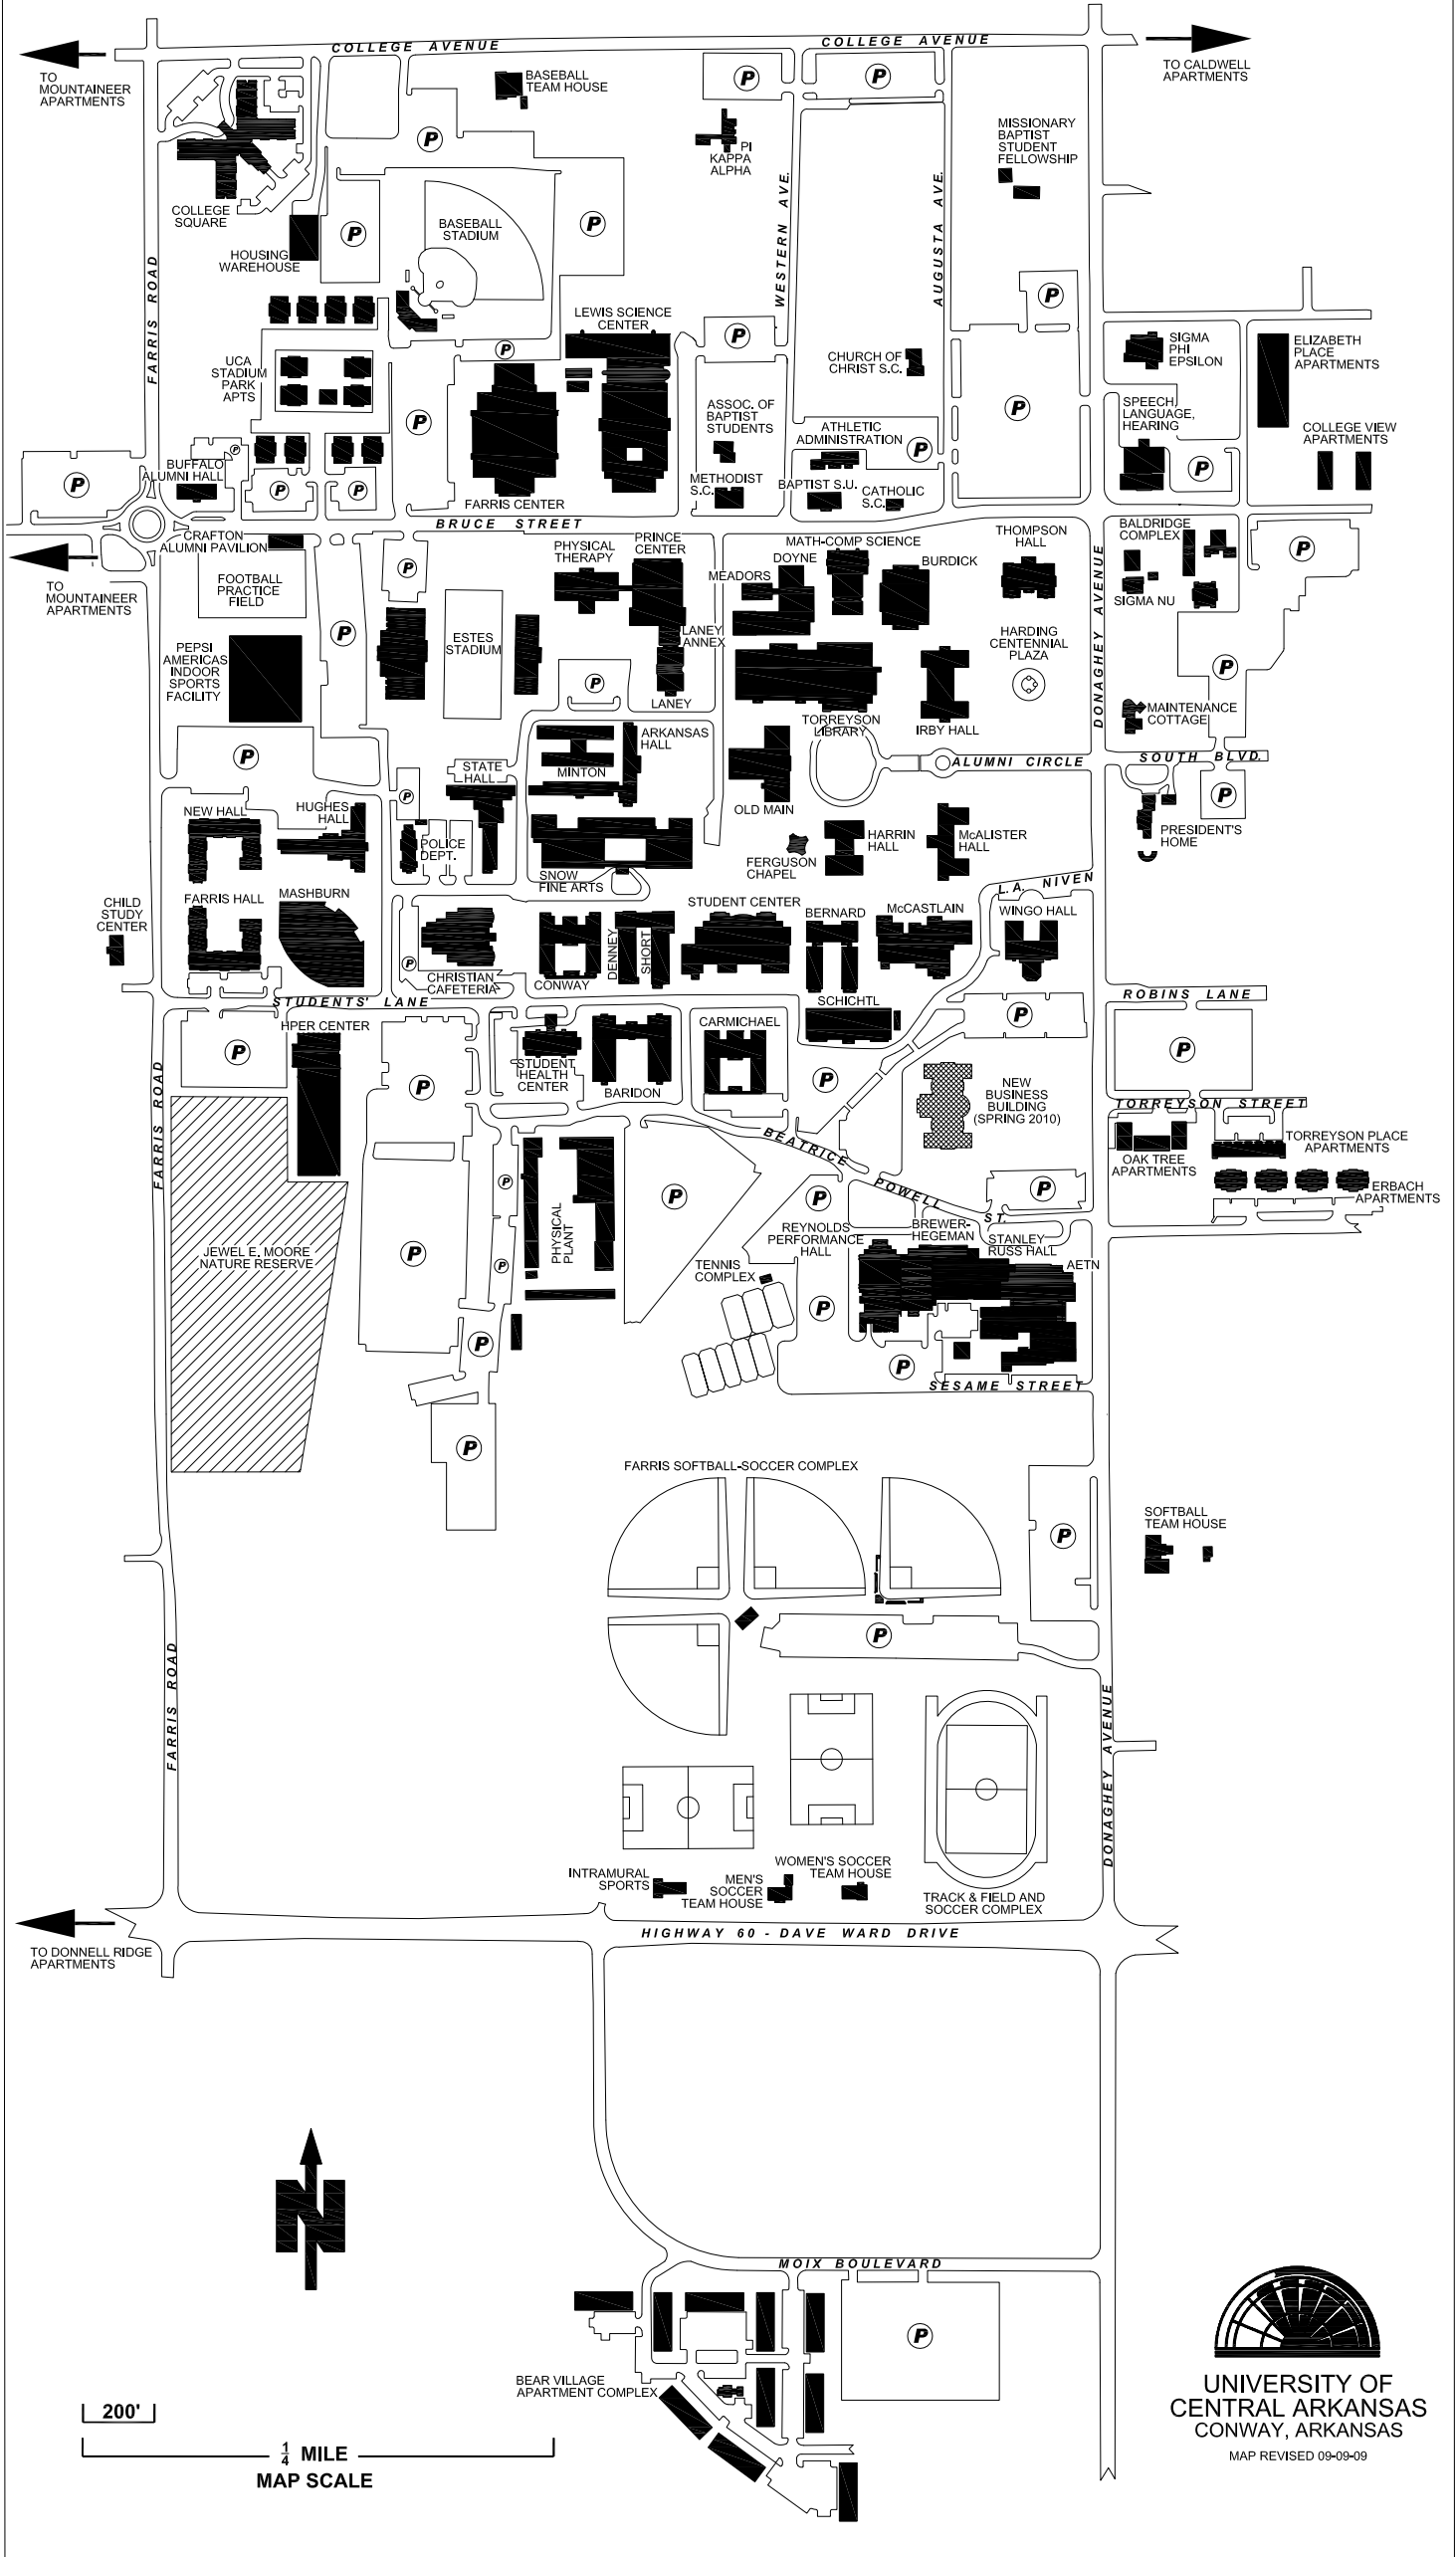 COLLEGE AVENUE
COLLEGE AVENUE
TO
MOUNTAINEER
APARTMENTS
TO CALDWELL
APARTMENTS
BASEBALL
TEAM HOUSE
P
P
P
MISSIONARY
BAPTIST
STUDENT
FELLOWSHIP
PI
KAPPA
ALPHA
COLLEGE
SQUARE
HOUSING
WAREHOUSE
P
BASEBALL
STADIUM
P
FARRIS ROAD
WESTERN AVE.
AUGUSTA AVE.
P
LEWIS SCIENCE
CENTER
P
P
UCA
STADIUM
PARK
APTS
CHURCH OF
CHRIST S.C.
SIGMA
PHI
EPSILON
ELIZABETH
PLACE
APARTMENTS
P
P
ASSOC. OF
BAPTIST
STUDENTS
SPEECH,
LANGUAGE,
HEARING
COLLEGE VIEW
APARTMENTS
ATHLETIC
ADMINISTRATION
P
P
BUFFALO
ALUMNI HALL
P
P
P
P
P
METHODIST
S.C.
BAPTIST S.U.
CATHOLIC
S.C.
FARRIS CENTER
BRUCE STREET
CRAFTON
ALUMNI PAVILION
TO
MOUNTAINEER
APARTMENTS
FOOTBALL
PRACTICE
FIELD
P
PHYSICAL
THERAPY
PRINCE
CENTER
MATH-COMP SCIENCE
DOYNE
MEADORS
BURDICK
THOMPSON
HALL
BALDRIDGE
COMPLEX
P
SIGMA NU
DONAGHEY AVENUE
PEPSI
AMERICAS
INDOOR
SPORTS
FACILITY
P
ESTES
STADIUM
LANEY
ANNEX
HARDING
CENTENNIAL
PLAZA
P
P
LANEY
TORREYSON
LIBRARY
IRBY HALL
MAINTENANCE
COTTAGE
P
STATE
HALL
MINTON
ARKANSAS
HALL
ALUMNI CIRCLE
SOUTH BLVD.
P
P
OLD MAIN
NEW HALL
HUGHES
HALL
POLICE
DEPT.
SNOW
FINE ARTS
FERGUSON
CHAPEL
HARRIN
HALL
McALISTER
HALL
PRESIDENT'S
HOME
L.A. NIVEN
CHILD
STUDY
CENTER
FARRIS HALL
MASHBURN
STUDENT CENTER
BERNARD
McCASTLAIN
WINGO HALL
P
CHRISTIAN
CAFETERIA
CONWAY
DENNEY
SHORT
STUDENTS' LANE
SCHICHTL
ROBINS LANE
P
HPER CENTER
P
P
STUDENT
HEALTH
CENTER
BARIDON
CARMICHAEL
P
P
NEW
BUSINESS
BUILDING
(SPRING 2010)
FARRIS ROAD
TORREYSON STREET
BEATRICE
POWELL
ST.
OAK TREE
APARTMENTS
TORREYSON PLACE
APARTMENTS
ERBACH
APARTMENTS
P
P
P
P
PHYSICAL
PLANT
JEWEL E. MOORE
NATURE RESERVE
P
P
REYNOLDS
PERFORMANCE
HALL
BREWER-
HEGEMAN
STANLEY
RUSS HALL
AETN
TENNIS
COMPLEX
P
P
P
SESAME STREET
P
FARRIS SOFTBALL-SOCCER COMPLEX
SOFTBALL
TEAM HOUSE
P
P
FARRIS ROAD
DONAGHEY AVENUE
INTRAMURAL
SPORTS
MEN'S
SOCCER
TEAM HOUSE
WOMEN'S SOCCER
TEAM HOUSE
TRACK & FIELD AND
SOCCER COMPLEX
HIGHWAY 60 - DAVE WARD DRIVE
TO DONNELL RIDGE
APARTMENTS
N
MOIX BOULEVARD
P
BEAR VILLAGE
APARTMENT COMPLEX
200'
1/4 MILE
MAP SCALE
UNIVERSITY OF
CENTRAL ARKANSAS
CONWAY, ARKANSAS
MAP REVISED 09-09-09